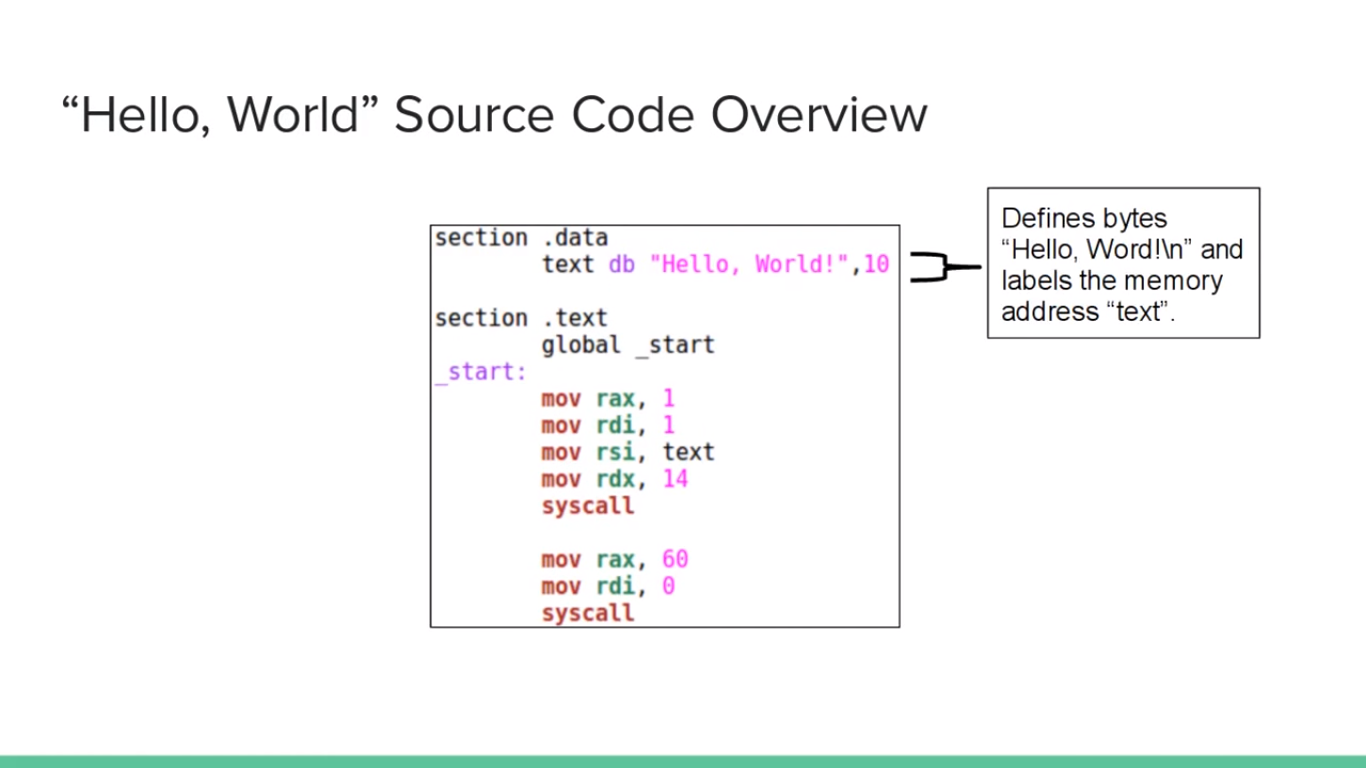 “Hello, World” Source Code Overview
section .data
        text db "Hello, World!",10

section .text
        global _start
_start:
        mov rax, 1
        mov rdi, 1
        mov rsi, text
        mov rdx, 14
        syscall

        mov rax, 60
        mov rdi, 0
        syscall
Defines bytes
“Hello, Word!\n” and
labels the memory
address “text”.